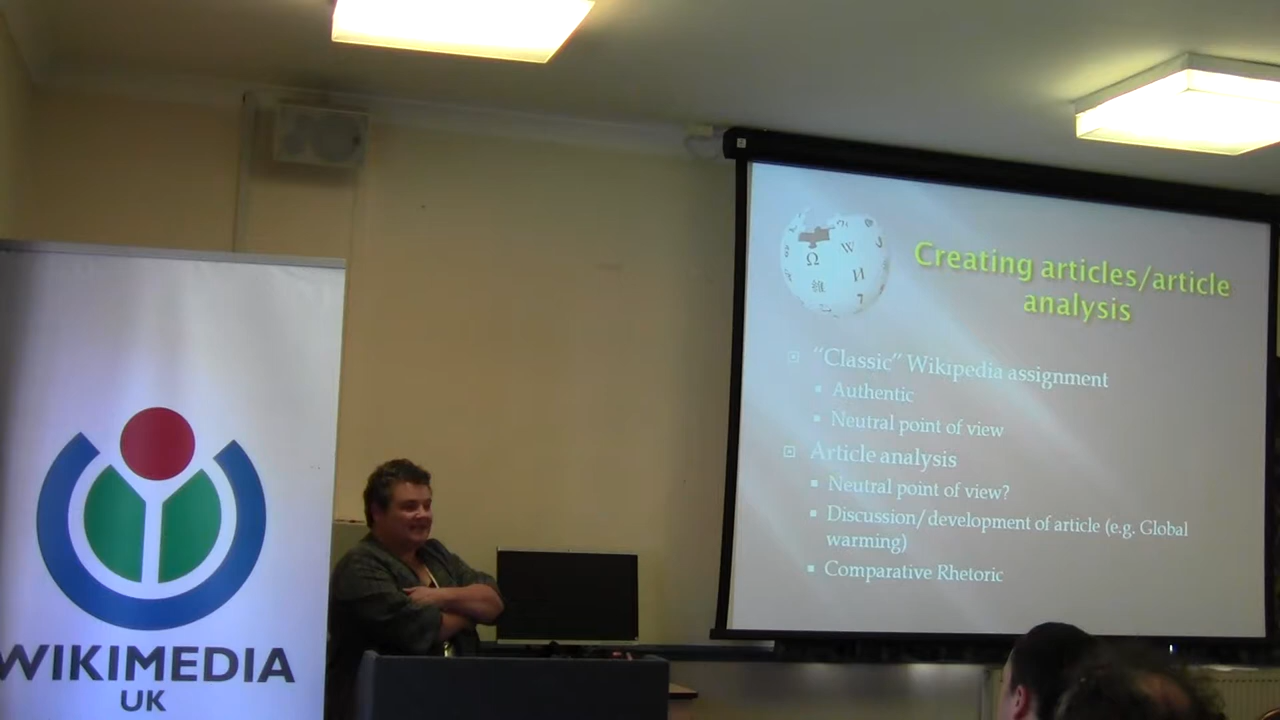 WIKIMEDIA
UK
Creating articles/article
analysis
"Classic" Wikipedia assignment
Authentic
Neutral point of view
Article analysis
Neutral point of view?
Discussion/development of article (e.g. Global
warming)
Comparative Rhetoric